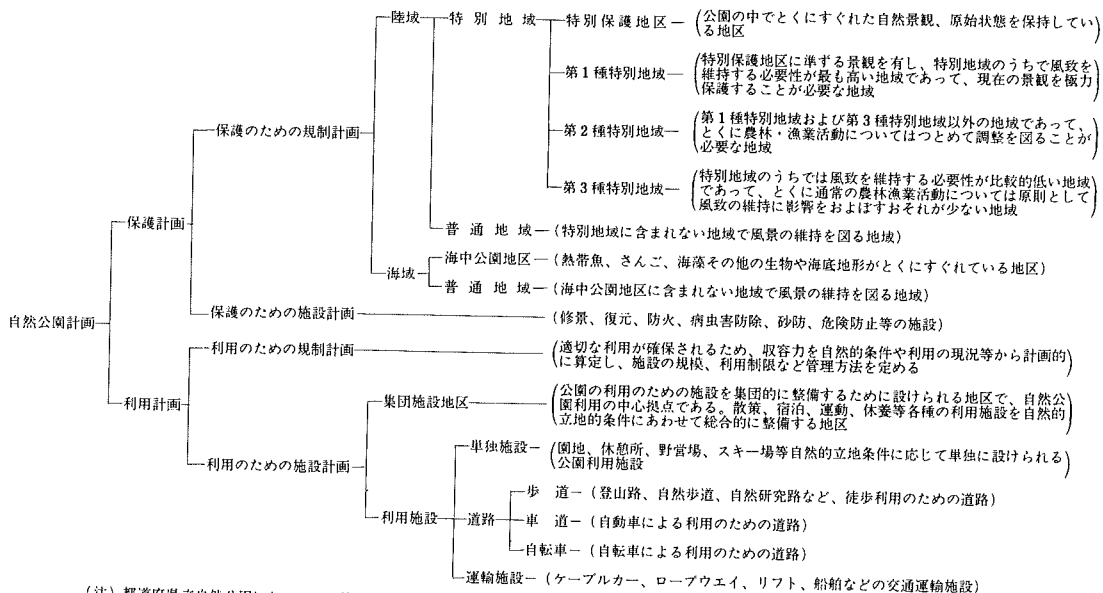 陸域
特別地域
特別保護地区
(公園の中でとくにすぐれた自然景観、原始状態を保持してい
る地区)
第1種特別地域
(特別保護地区に準ずる景観を有し、特別地域のうちで風致を
維持する必要性が最も高い地域であって、現在の景観を極力
保護することが必要な地域)
保護のための規制計画
第2種特別地域
(第1種特別地域および第3種特別地域以外の地域であって、
とくに農林・漁業活動についてはつとめて調整を図ることが
必要な地域)
第3種特別地域
(特別地域のうちでは風致を維持する必要性が比較的低い地域
であって、とくに通常の農林漁業活動については原則として
風致の維持に影響をおよぼすおそれが少ない地域)
保護計画
普通地域
(特別地域に含まれない地域で風景の維持を図る地域)
海域
海中公園地区
(熱帯魚、さんご、海藻その他の生物や海底地形がとくにすぐれている地区)
普通地域
(海中公園地区に含まれない地域で風景の維持を図る地域)
保護のための施設計画
(修景、復元、防火、病虫害防除、砂防、危険防止等の施設)
自然公園計画
利用のための規制計画
(適切な利用が確保されるため、収容力を自然的条件や利用の現況等から計画的
に算定し、施設の規模、利用制限など管理方法を定める)
利用計画
集団施設地区
(公園の利用のための施設を集団的に整備するために設けられる地区で、自然公
園利用の中心拠点である。散策、宿泊、運動、休養等各種の利用施設を自然的
立地的条件にあわせて総合的に整備する地区)
利用のための施設計画
単独施設
(園地、休憩所、野営場、スキー場等自然的立地条件に応じて単独に設けられる
公園利用施設)
利用施設
道路
歩道
(登山路、自然歩道、自然研究路など、徒歩利用のための道路)
車道
(自動車による利用のための道路)
自転車
(自転車による利用のための道路)
運輸施設
(ケーブルカー、ロープウエイ、リフト、船舶などの交通運輸施設)